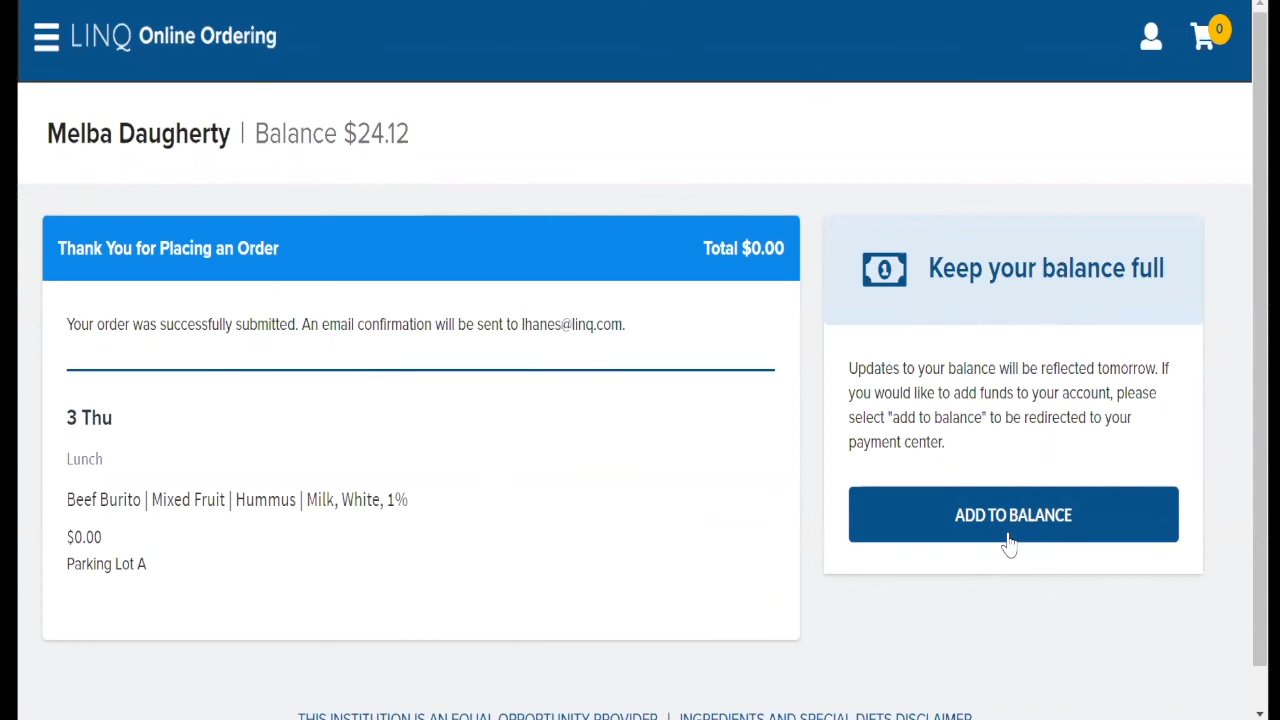 LINQ Online Ordering
0
Melba Daugherty | Balance $24.12
Thank You for Placing an Order Total $0.00
Your order was successfully submitted. An email confirmation will be sent to lhanes@linq.com.
3 Thu
Lunch
Beef Burito | Mixed Fruit | Hummus | Milk, White, 1%
$0.00
Parking Lot A
1 Keep your balance full
Updates to your balance will be reflected tomorrow. If
you would like to add funds to your account, please
select "add to balance" to be redirected to your
payment center.
ADD TO BALANCE
THIS INSTITUTION IS AN EQUAL OPPORTUNITY PROVIDER | INGREDIENTS AND SPECIAL DIETS DISCLAIMER